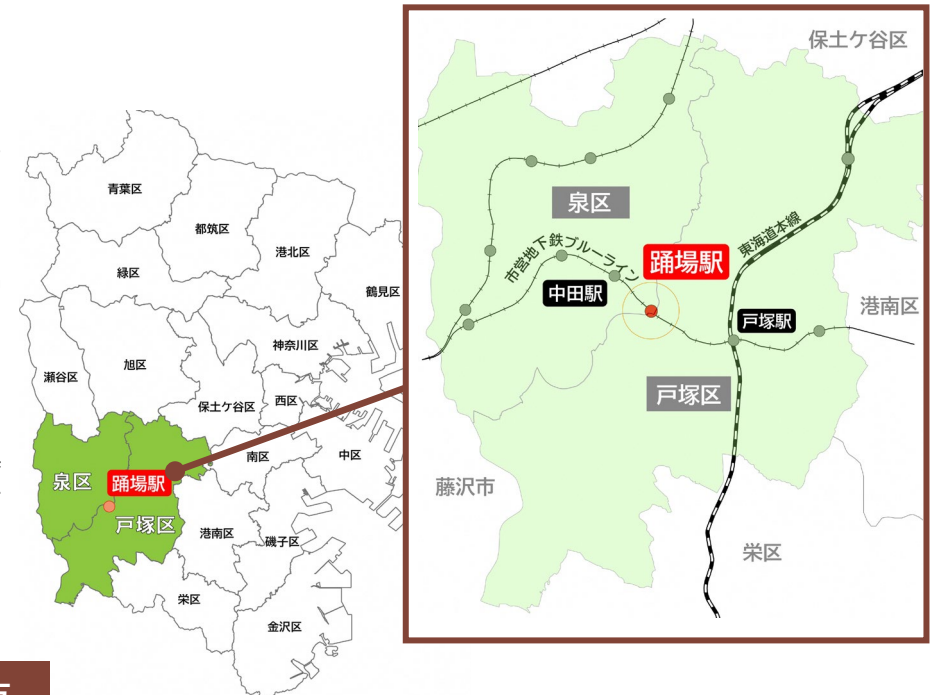 青葉区
都筑区
港北区
緑区
鶴見区
神奈川区
旭区
瀬谷区
保土ケ谷区
西区
中区
南区
泉区
踊場駅
戸塚区
港南区
磯子区
栄区
金沢区
保土ケ谷区
泉区
東海道本線
市営地下鉄ブルーライン
踊場駅
中田駅
港南区
戸塚駅
戸塚区
藤沢市
栄区